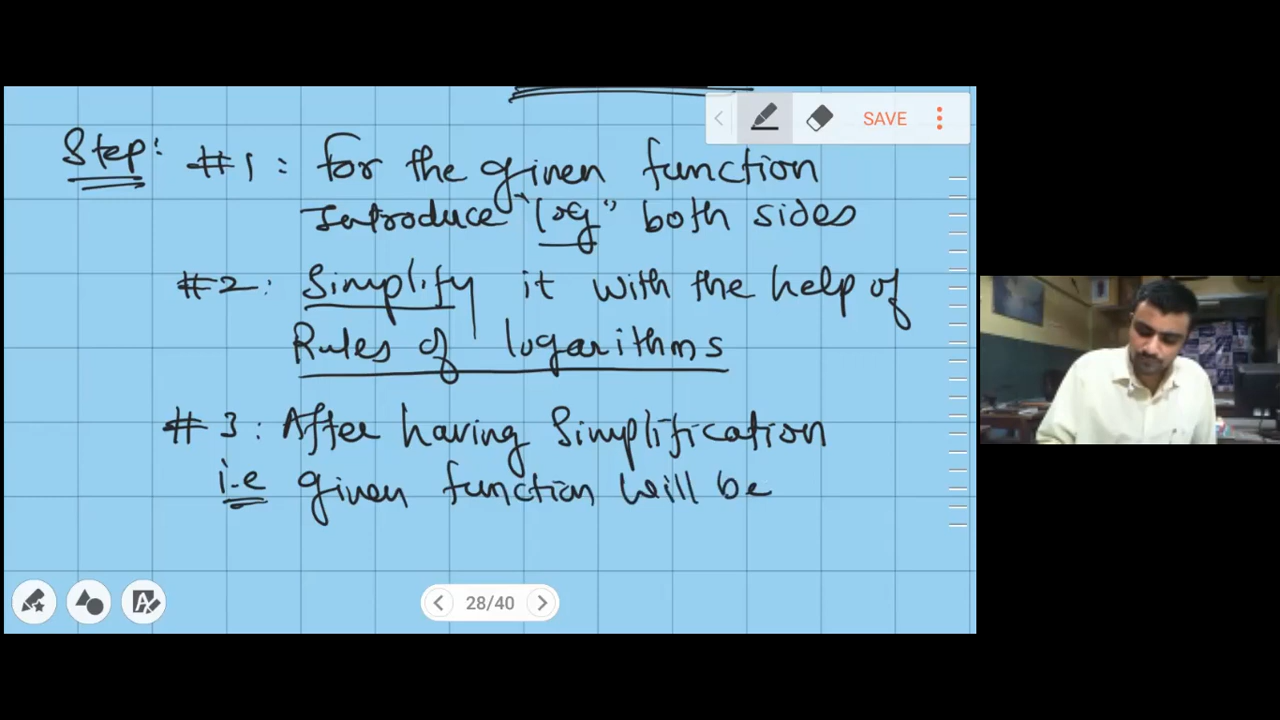 SAVE
Step: #1: For the given function
Introduce "log" both sides
#2: Simplify it with the help of
Rules of logarithms
#3: After having Simplification
i.e given function will be
28/40